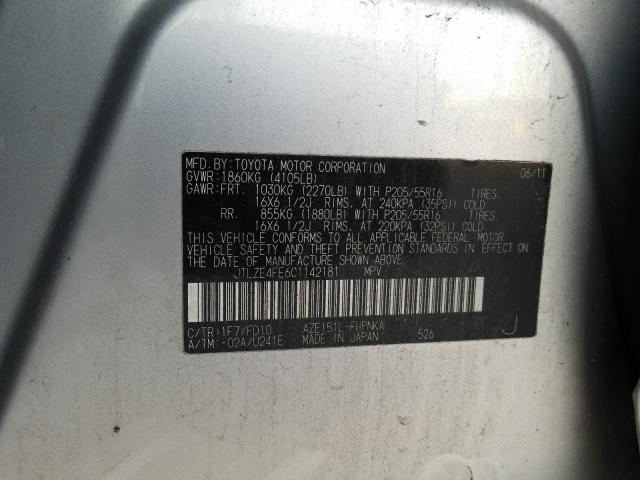 MFD.BY:TOYOTA MOTOR CORPORATION 06/11
GVWR:1860KG (4105LB)
GAWR:FRT. 1030KG (2270LB) WITH P205/55R16 TIRES,
16X6 1/2J RIMS, AT 240KPA (35PSI) COLD
RR. 855KG (1880LB) WITH P205/55R16 TIRES,
16X6 1/2J RIMS, AT 220KPA (32PSI) COLD
THIS VEHICLE CONFORMS TO ALL APPLICABLE FEDERAL MOTOR
VEHICLE SAFETY AND THEFT PREVENTION STANDARDS IN EFFECT ON
THE DATE OF MANUFACTURE SHOWN ABOVE.
JTLZE4FE6C1142181 MPV
C/TR:1F7/FD10 AZE151L-FHPNKA J
A/TM:-02A/U241E MADE IN JAPAN 526